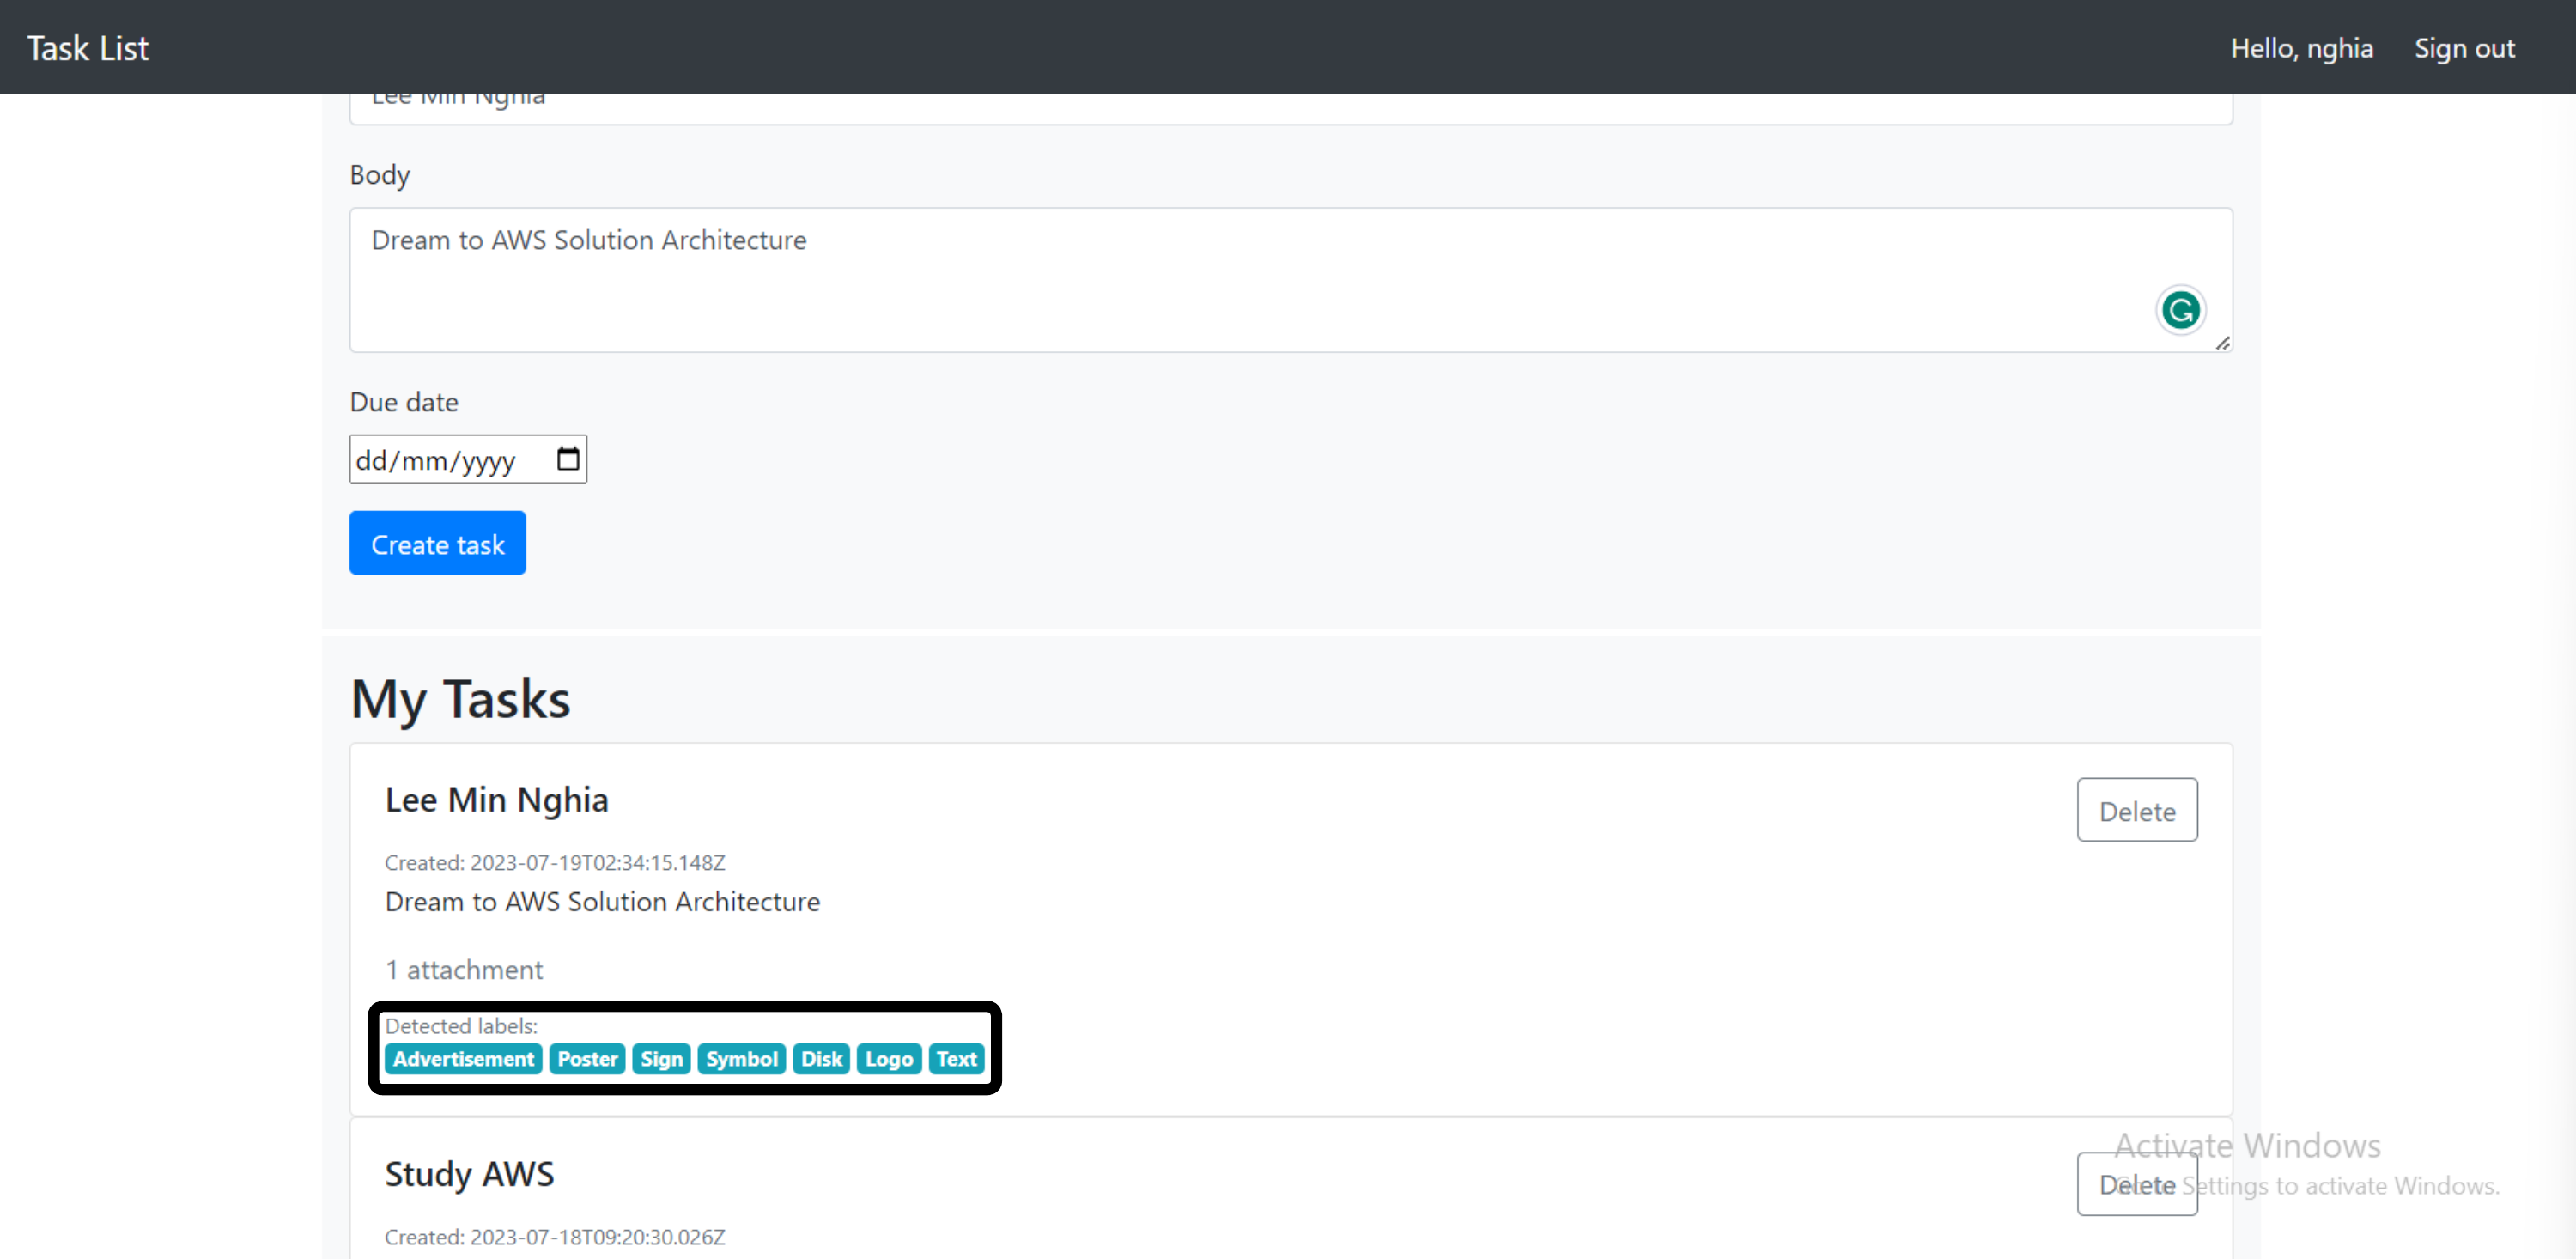 Task List Hello, nghia Sign out
Lee Min Nghia
Body
Dream to AWS Solution Architecture
Due date
dd/mm/yyyy
Create task
My Tasks
Lee Min Nghia
Delete
Created: 2023-07-19T02:34:15.148Z
Dream to AWS Solution Architecture
1 attachment
Detected labels:
Advertisement Poster Sign Symbol Disk Logo Text
Study AWS
Delete
Created: 2023-07-18T09:20:30.026Z
Activate Windows
Go to Settings to activate Windows.